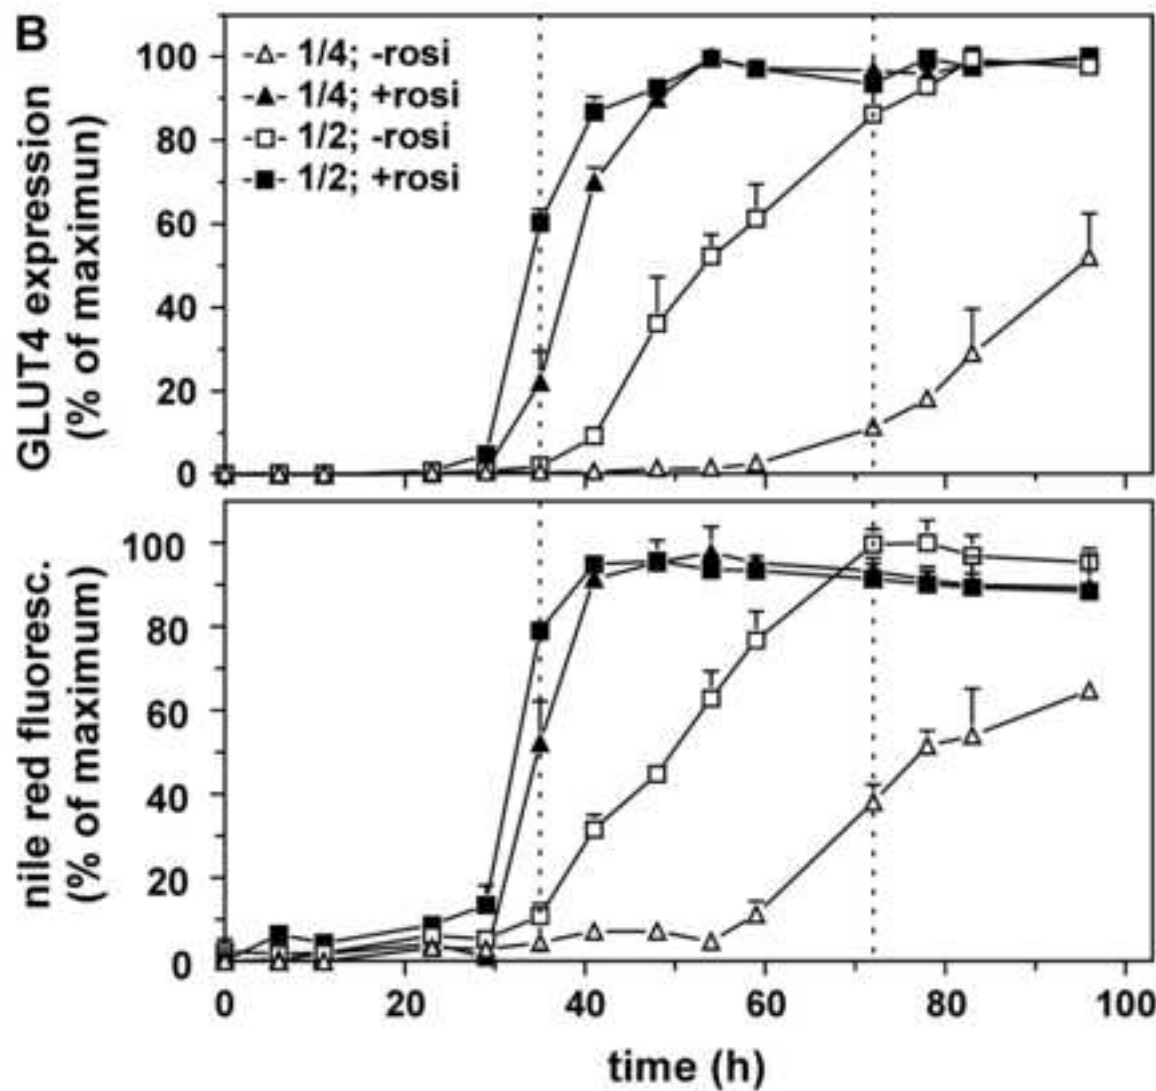 B
-△- 1/4; -rosi
-▲- 1/4; +rosi
-□- 1/2; -rosi
-■- 1/2; +rosi
GLUT4 expression
(% of maximun)
100
80
60
40
20
0
nile red fluoresc.
(% of maximum)
100
80
60
40
20
0
0 20 40 60 80 100
time (h)